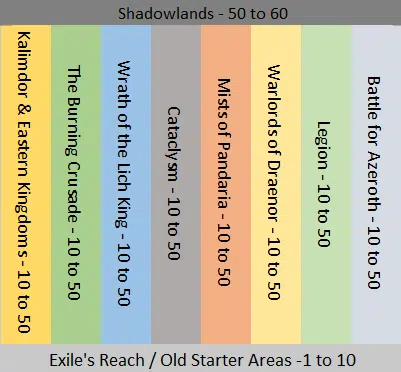 Shadowlands - 50 to 60
Kalimdor & Eastern Kingdoms - 10 to 50
The Burning Crusade - 10 to 50
Wrath of the Lich King - 10 to 50
Cataclysm - 10 to 50
Mists of Pandaria - 10 to 50
Warlords of Draenor - 10 to 50
Legion - 10 to 50
Battle for Azeroth - 10 to 50
Exile's Reach / Old Starter Areas -1 to 10